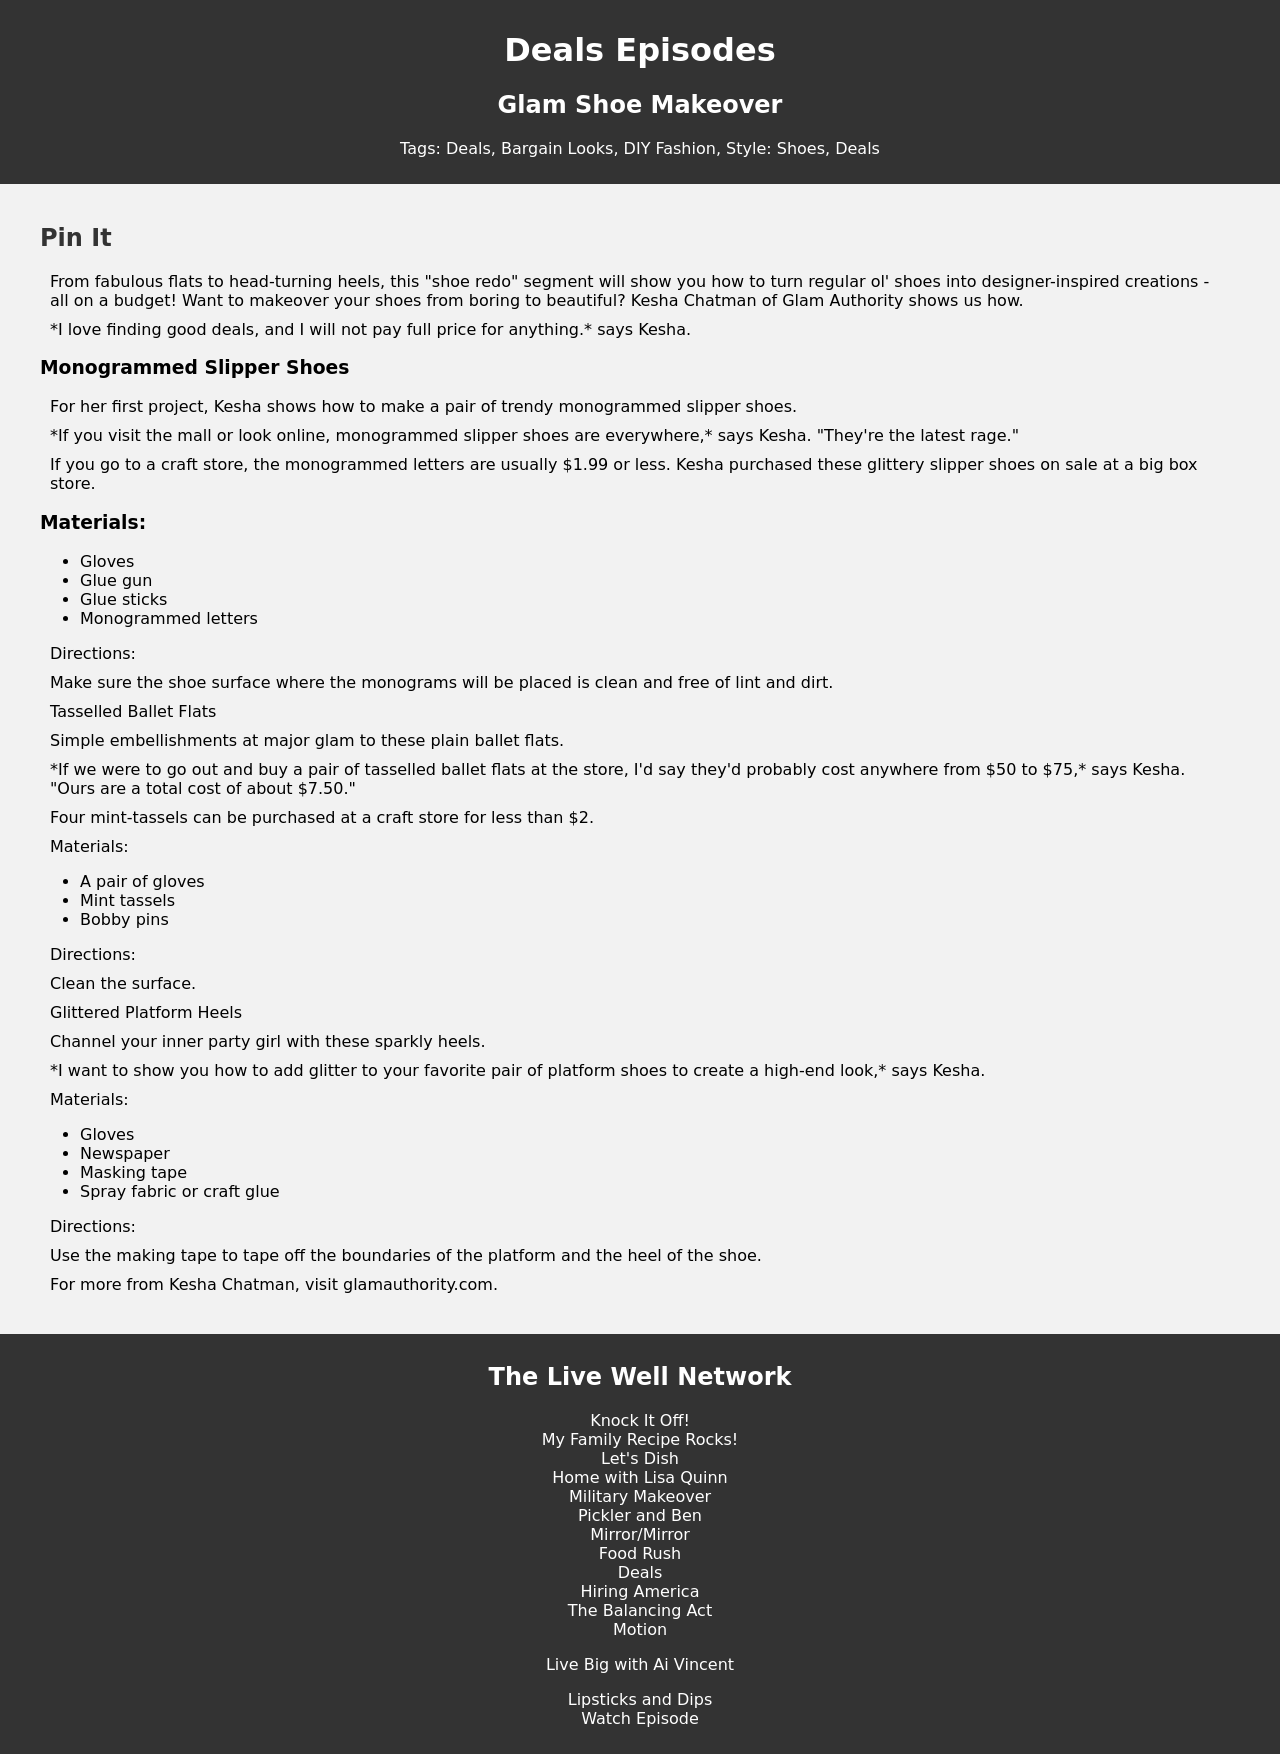 Deals Episodes
Glam Shoe Makeover
Tags: Deals, Bargain Looks, DIY Fashion, Style: Shoes, Deals
Pin It
From fabulous flats to head-turning heels, this "shoe redo" segment will show you how to turn regular ol' shoes into designer-inspired creations -
all on a budget! Want to makeover your shoes from boring to beautiful? Kesha Chatman of Glam Authority shows us how.
*I love finding good deals, and I will not pay full price for anything.* says Kesha.
Monogrammed Slipper Shoes
For her first project, Kesha shows how to make a pair of trendy monogrammed slipper shoes.
*If you visit the mall or look online, monogrammed slipper shoes are everywhere,* says Kesha. "They're the latest rage."
If you go to a craft store, the monogrammed letters are usually $1.99 or less. Kesha purchased these glittery slipper shoes on sale at a big box
store.
Materials:
• Gloves
• Glue gun
• Glue sticks
• Monogrammed letters
Directions:
Make sure the shoe surface where the monograms will be placed is clean and free of lint and dirt.
Tasselled Ballet Flats
Simple embellishments at major glam to these plain ballet flats.
*If we were to go out and buy a pair of tasselled ballet flats at the store, I'd say they'd probably cost anywhere from $50 to $75,* says Kesha.
"Ours are a total cost of about $7.50."
Four mint-tassels can be purchased at a craft store for less than $2.
Materials:
• A pair of gloves
• Mint tassels
• Bobby pins
Directions:
Clean the surface.
Glittered Platform Heels
Channel your inner party girl with these sparkly heels.
*I want to show you how to add glitter to your favorite pair of platform shoes to create a high-end look,* says Kesha.
Materials:
• Gloves
• Newspaper
• Masking tape
• Spray fabric or craft glue
Directions:
Use the making tape to tape off the boundaries of the platform and the heel of the shoe.
For more from Kesha Chatman, visit glamauthority.com.
The Live Well Network
Knock It Off!
My Family Recipe Rocks!
Let's Dish
Home with Lisa Quinn
Military Makeover
Pickler and Ben
Mirror/Mirror
Food Rush
Deals
Hiring America
The Balancing Act
Motion
Live Big with Ai Vincent
Lipsticks and Dips
Watch Episode